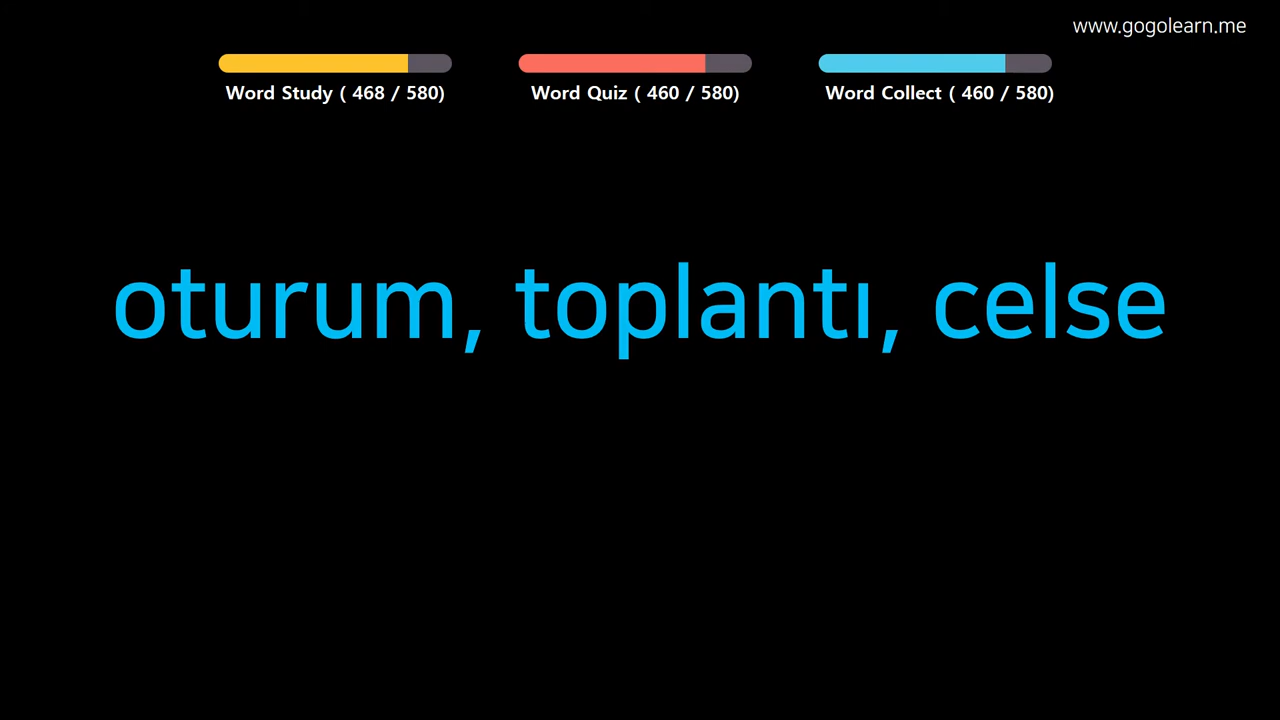 www.gogolearn.me
Word Study ( 468 / 580)
Word Quiz ( 460 / 580)
Word Collect ( 460 / 580)
oturum, toplantı, celse